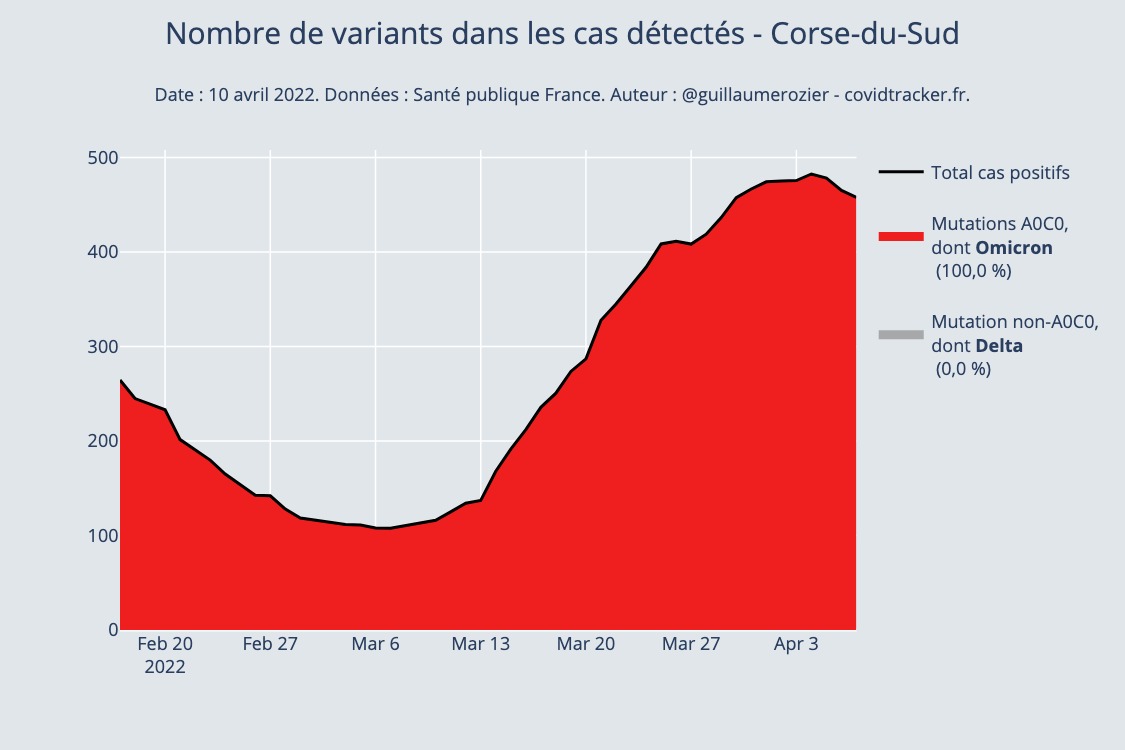 Nombre de variants dans les cas détectés - Corse-du-Sud
Date : 10 avril 2022. Données : Santé publique France. Auteur : @guillaumerozier - covidtracker.fr.
500
400
300
200
100
0
Feb 20
2022
Feb 27
Mar 6
Mar 13
Mar 20
Mar 27
Apr 3
Total cas positifs
Mutations A0C0,
dont Omicron
(100,0 %)
Mutation non-A0C0,
dont Delta
(0,0 %)